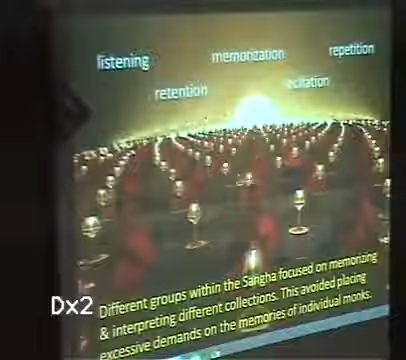 listening
memorization
repetition
retention
recitation
Dx2
Different groups within the Sangha focused on memorizing
& interpreting different collections. This avoided placing
excessive demands on the memories of individual monks.